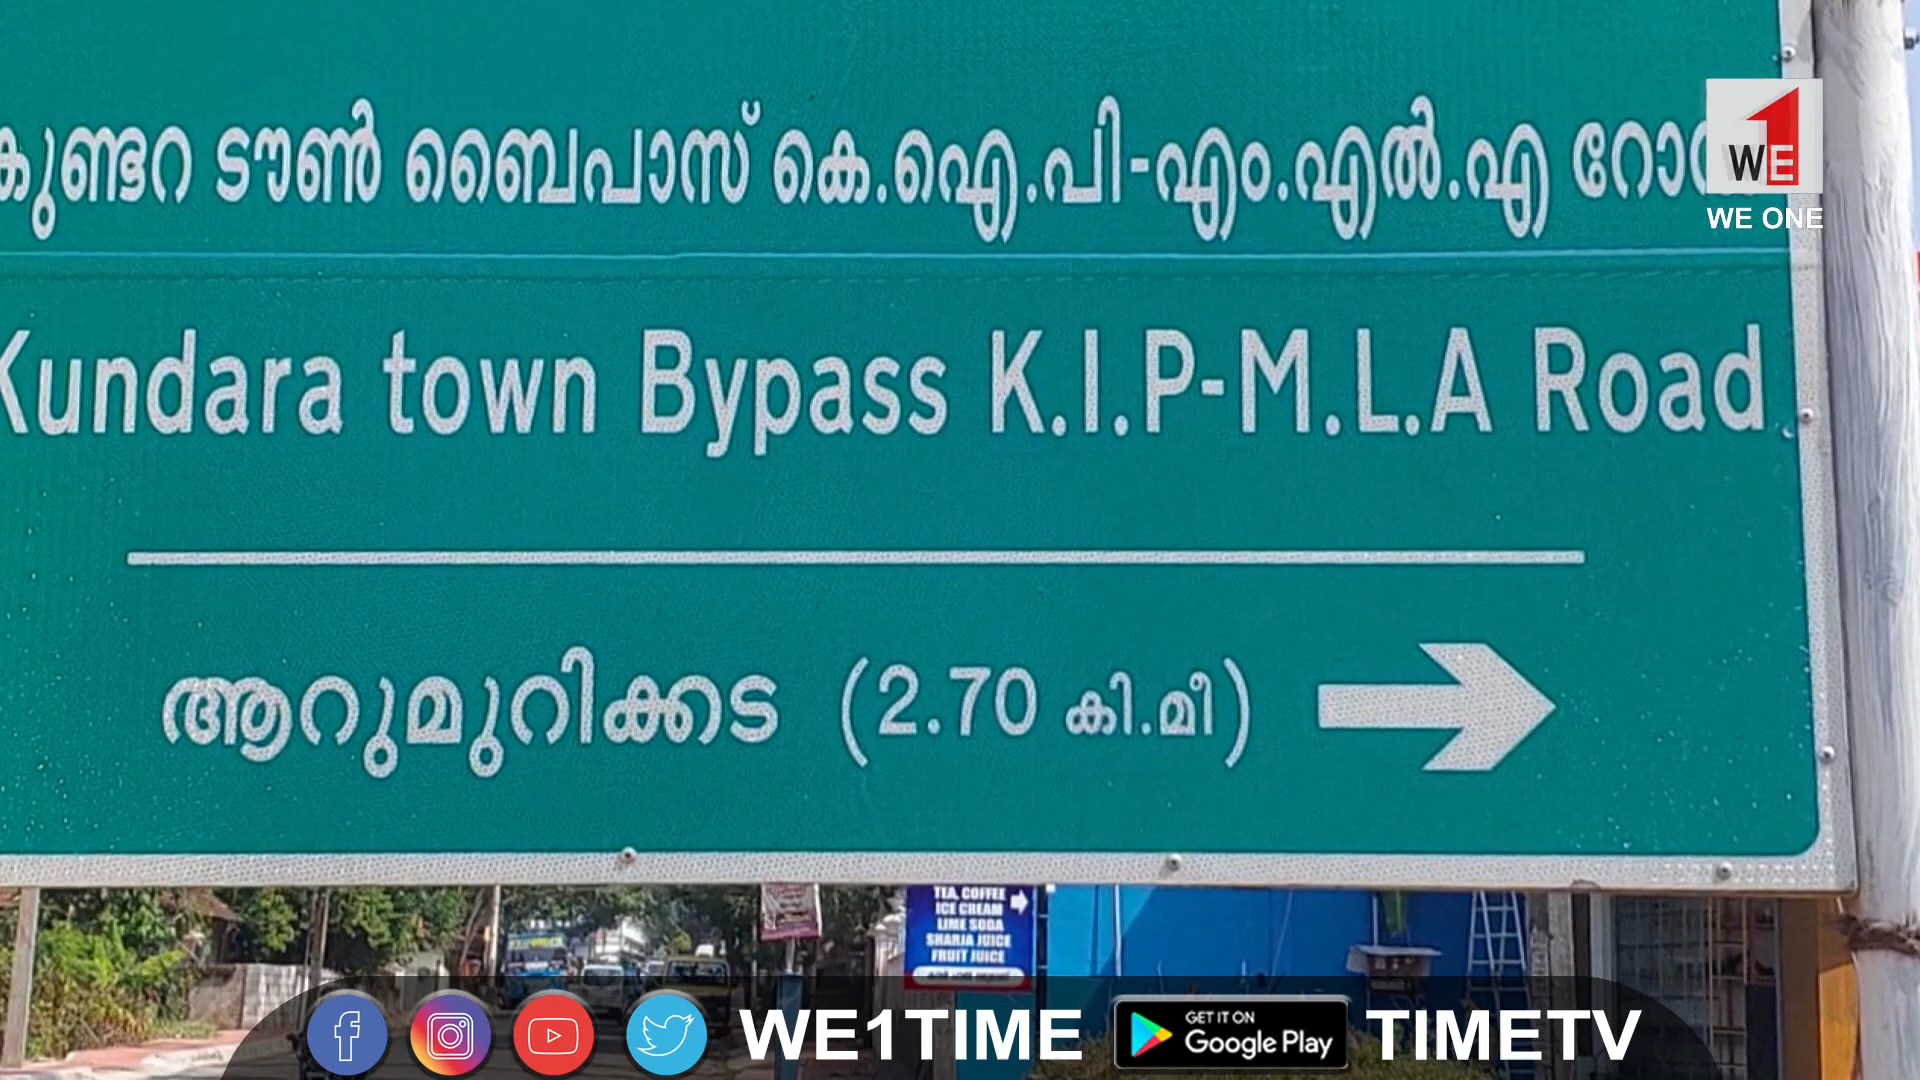 കുണ്ടറ ടൗൺ ബൈപാസ് കെ.ഐ.പി-എം.എൽ.എ
Kundara town Bypass K.I.P-M.L.A Road
ആറുമുറിക്കട (2.70 കി.മീ)
1
WE
WE ONE
TEA, COFFEE
ICE CREAM
LIME SODA
SHARJA JUICE
FRUIT JUICE
WE1TIME
GET IT ON
Google Play
TIMETV